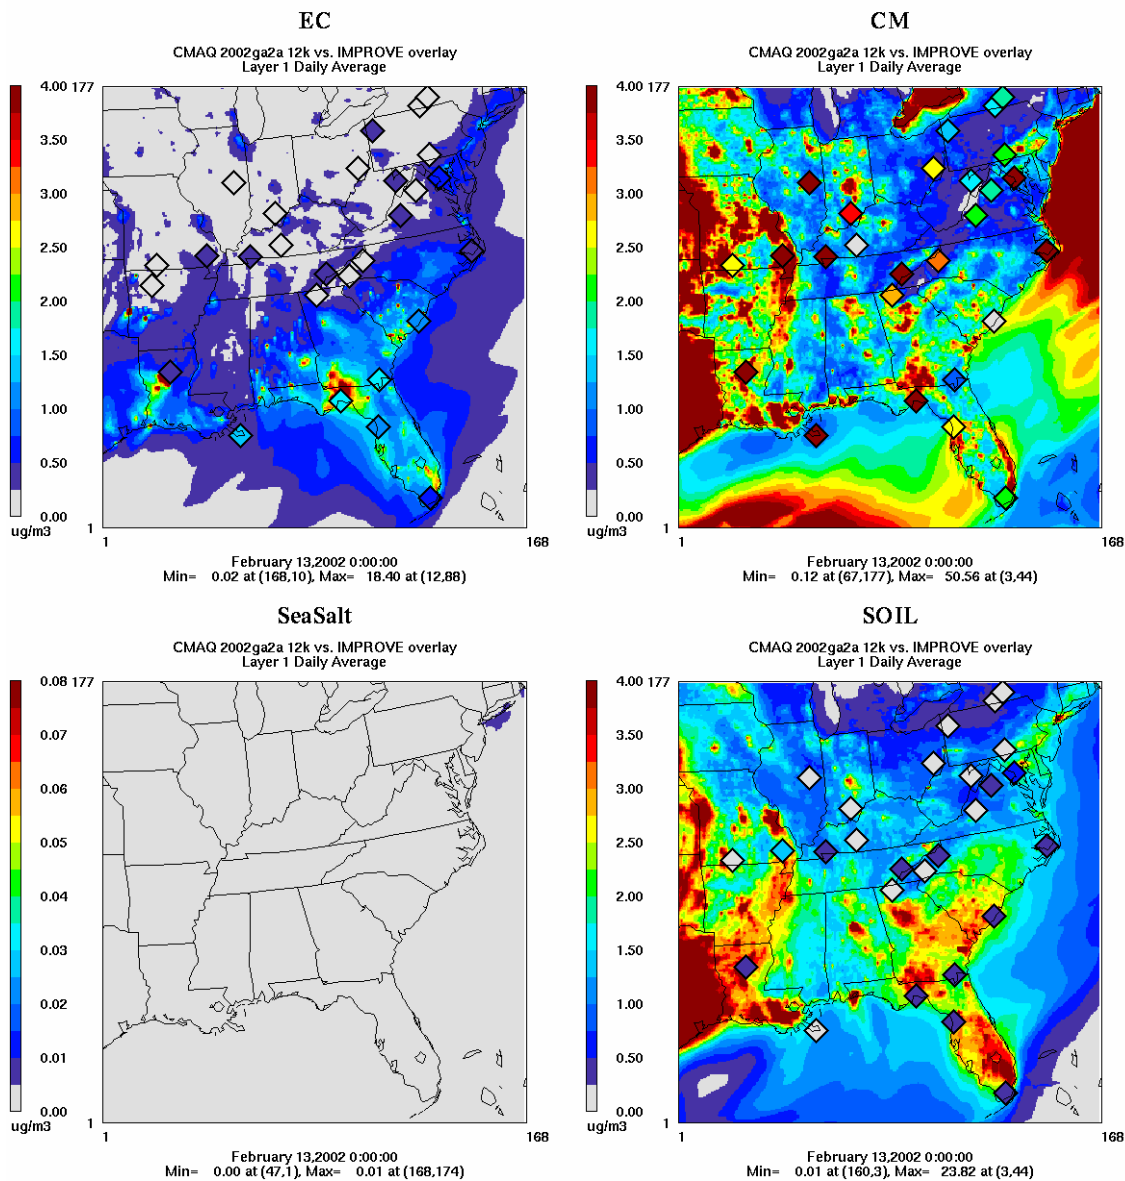 EC
CMAQ 2002ga2a 12k vs. IMPROVE overlay
Layer 1 Daily Average
4.00 177
3.50
3.00
2.50
2.00
1.50
1.00
0.50
0.00
ug/m3
1
1 168
February 13,2002 0:00:00
Min= 0.02 at (168,10), Max= 18.40 at (12,88)
CM
CMAQ 2002ga2a 12k vs. IMPROVE overlay
Layer 1 Daily Average
4.00 177
3.50
3.00
2.50
2.00
1.50
1.00
0.50
0.00
ug/m3
1
1 168
February 13,2002 0:00:00
Min= 0.12 at (67,177), Max= 50.56 at (3,44)
SeaSalt
CMAQ 2002ga2a 12k vs. IMPROVE overlay
Layer 1 Daily Average
0.08 177
0.07
0.06
0.05
0.04
0.03
0.02
0.01
0.00
ug/m3
1
1 168
February 13,2002 0:00:00
Min= 0.00 at (47,1), Max= 0.01 at (168,174)
SOIL
CMAQ 2002ga2a 12k vs. IMPROVE overlay
Layer 1 Daily Average
4.00 177
3.50
3.00
2.50
2.00
1.50
1.00
0.50
0.00
ug/m3
1
1 168
February 13,2002 0:00:00
Min= 0.01 at (160,3), Max= 23.82 at (3,44)